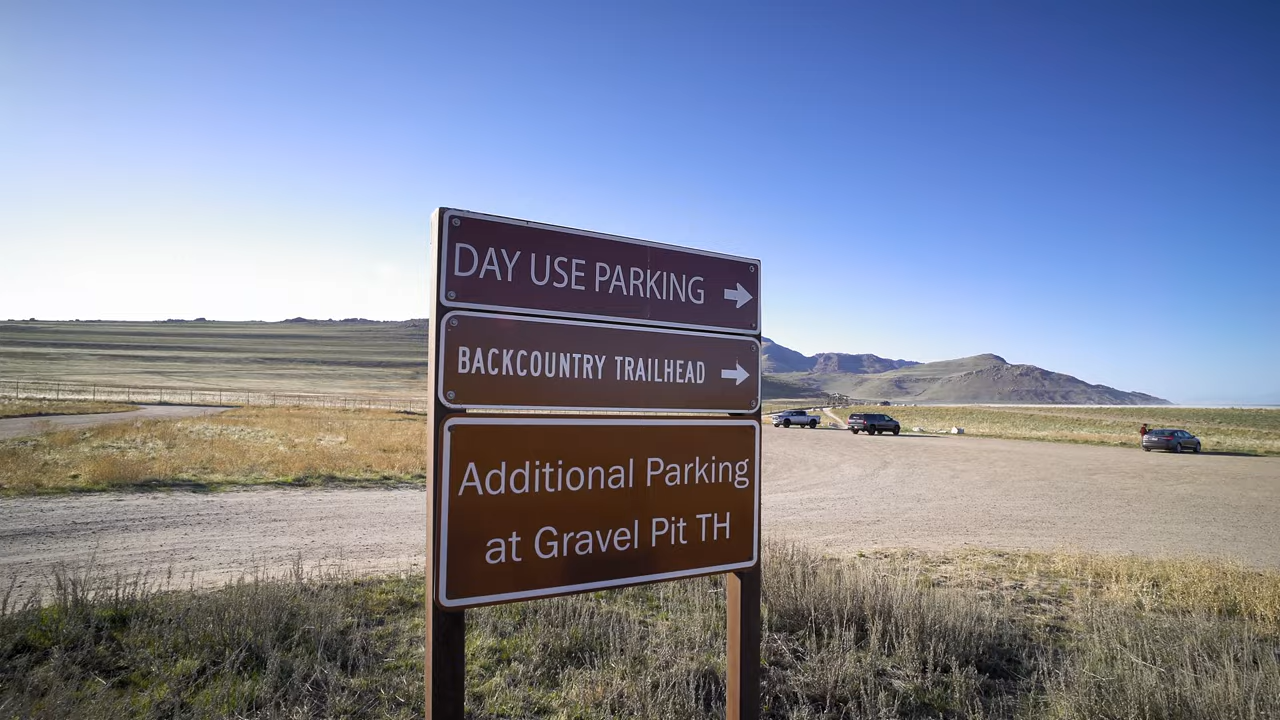 DAY USE PARKING
BACKCOUNTRY TRAILHEAD
Additional Parking
at Gravel Pit TH